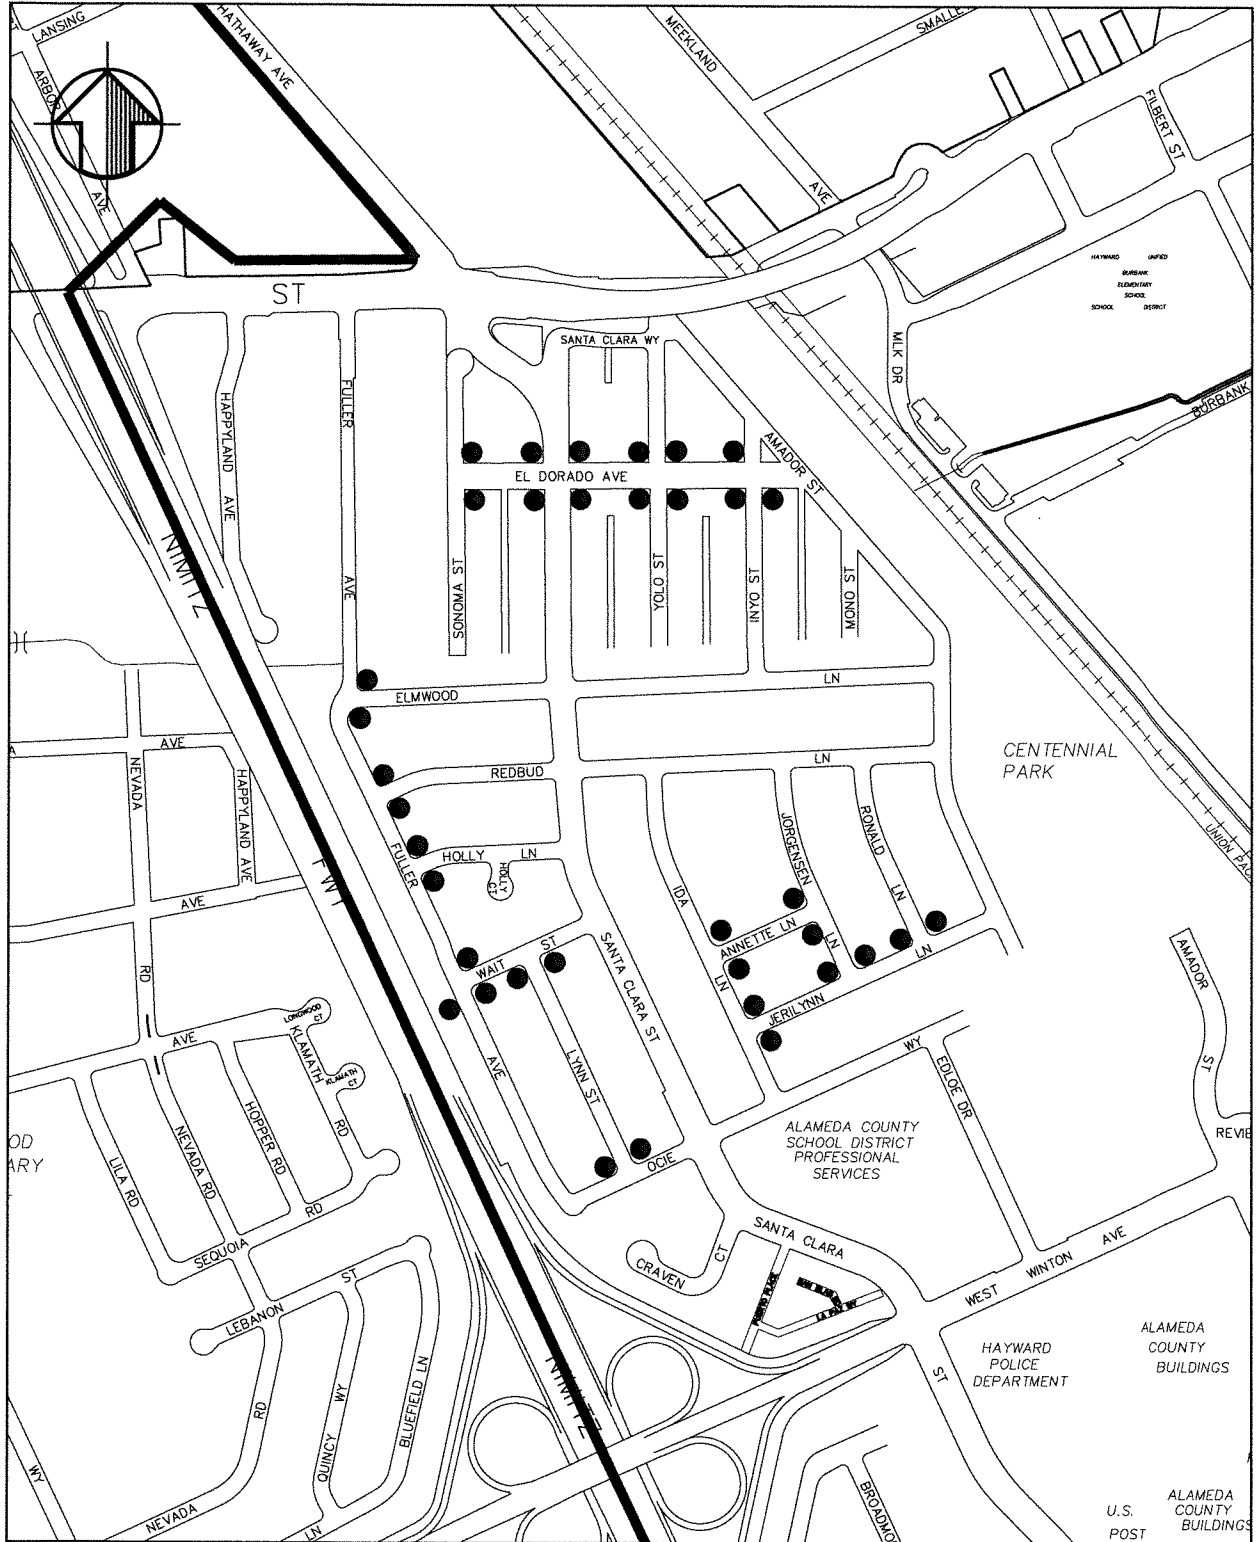 LANSING
HATHAWAY AVE
MEEKLAND
AVE
SMALLE
ARBOR
AVE
FILBERT ST
HAYWARD UNIFIED
BURBANK
ELEMENTARY
SCHOOL
SCHOOL DISTRICT
ST
SANTA CLARA WY
MLK DR
BURBANK
HAPPYLAND AVE
FULLER
AVE
AMADOR ST
EL DORADO AVE
NIMITZ
SONOMA ST
YOLO ST
INYO ST
MONO ST
ELMWOOD
LN
AVE
NEVADA
REDBUD
LN
CENTENNIAL
PARK
HAPPYLAND AVE
JORGENSEN
LN
RONALD
LN
UNION PAC
FWY
FULLER
AVE
HOLLY LN
HOLLY
CT
IDA
LN
AVE
ANNETTE LN
WAIT ST
SANTA CLARA ST
LN
JERILYNN
AMADOR
ST
RD
LONGWOOD
CT
AVE
KLAMATH
RD
KLAMATH
CT
LYNN ST
WY
EDLOE DR
OD
ARY
LILA RD
NEVADA RD
HOPPER RD
ALAMEDA COUNTY
SCHOOL DISTRICT
PROFESSIONAL
SERVICES
REVIE
OCIE
RD
SEQUOIA
SANTA CLARA
ST
CRAVEN CT
LA PAZ WY
WEST WINTON AVE
LEBANON ST
NIMITZ
HAYWARD
POLICE
DEPARTMENT
ALAMEDA
COUNTY
BUILDINGS
RD
QUINCY WY
BLUEFIELD LN
WY
NEVADA
LN
BROADMO
U.S.
POST
ALAMEDA
COUNTY
BUILDINGS